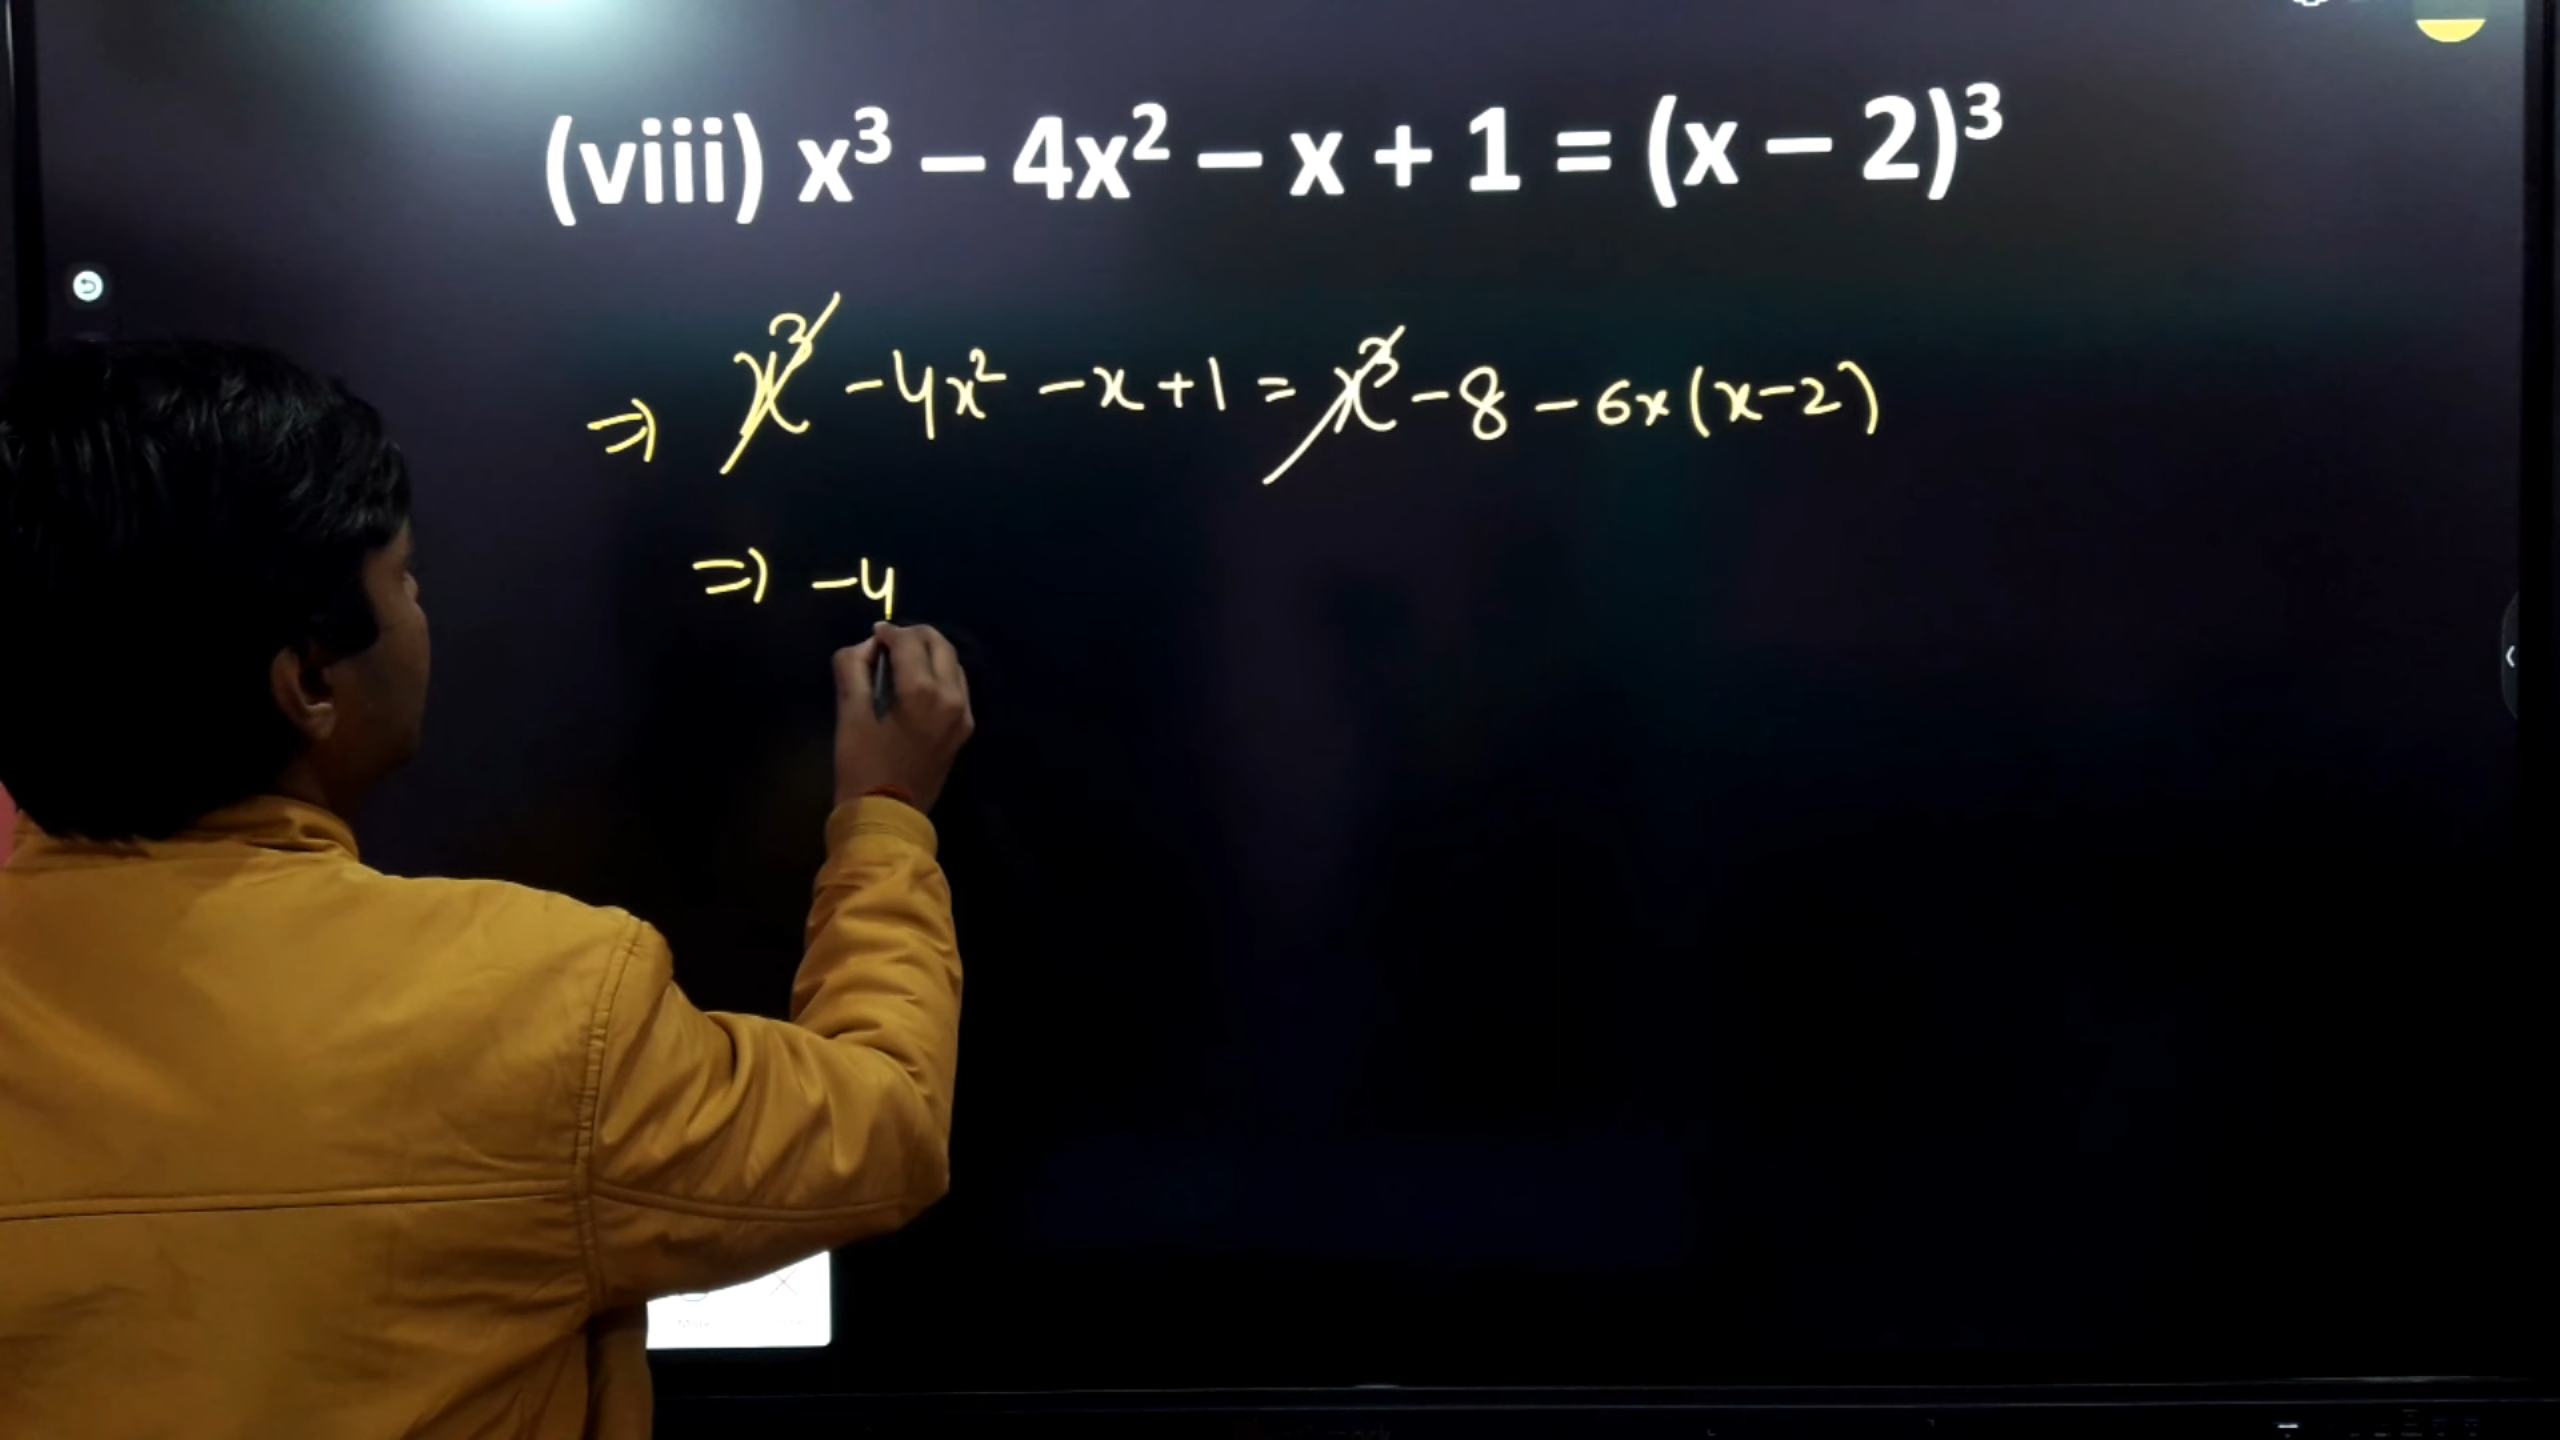 (viii) x³ – 4x² – x + 1 = (x – 2)³
⇒ x³ - 4x² - x + 1 = x³ - 8 - 6x(x-2)
⇒ -4